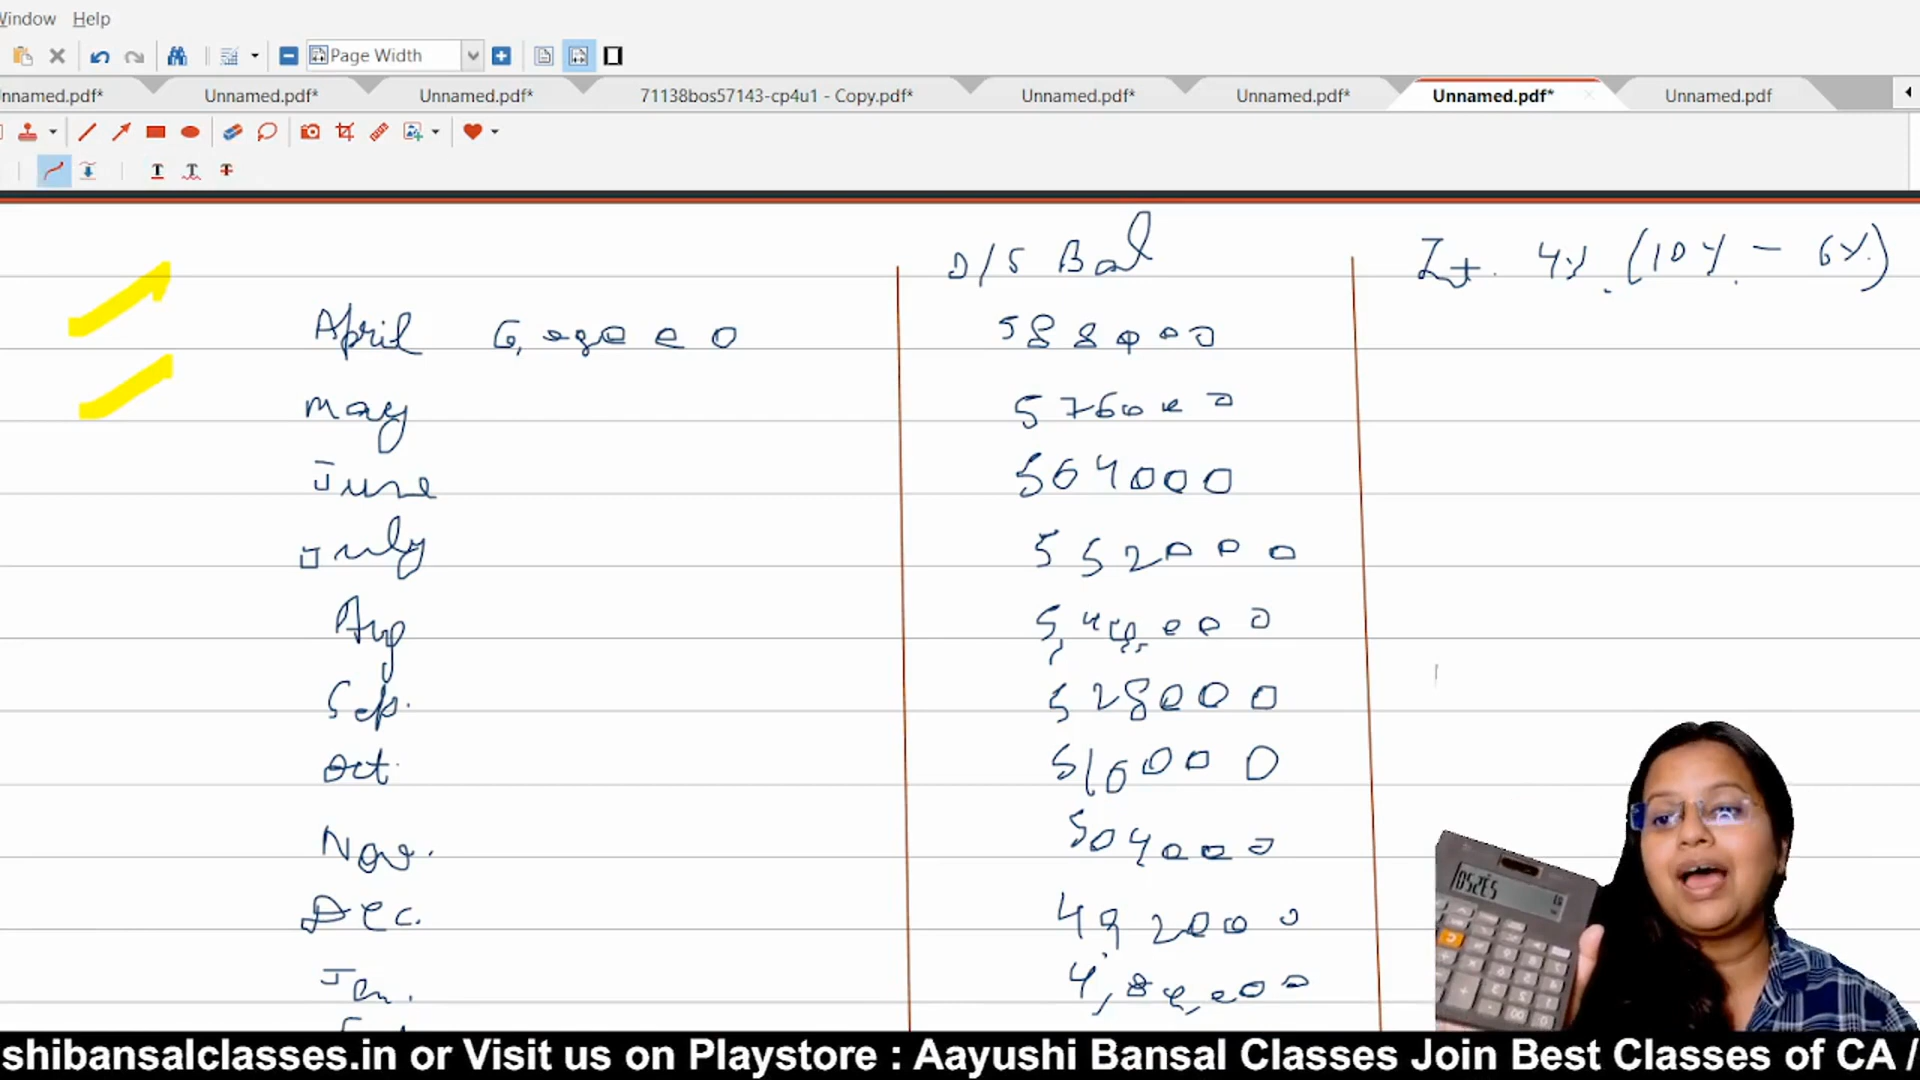 Window Help
Page Width
Unnamed.pdf* Unnamed.pdf* Unnamed.pdf* 71138bos57143-cp4u1 - Copy.pdf* Unnamed.pdf* Unnamed.pdf* Unnamed.pdf* Unnamed.pdf
O/S Bal Int. 4% (10% - 6%)
April 588000
May 576000
June 564000
July 552000
Aug 5,40,000
Sep. 528000
Oct. 516000
Nov. 504000
Dec. 492000
Jan. 4,80,000
shibansalclasses.in or Visit us on Playstore : Aayushi Bansal Classes Join Best Classes of CA /